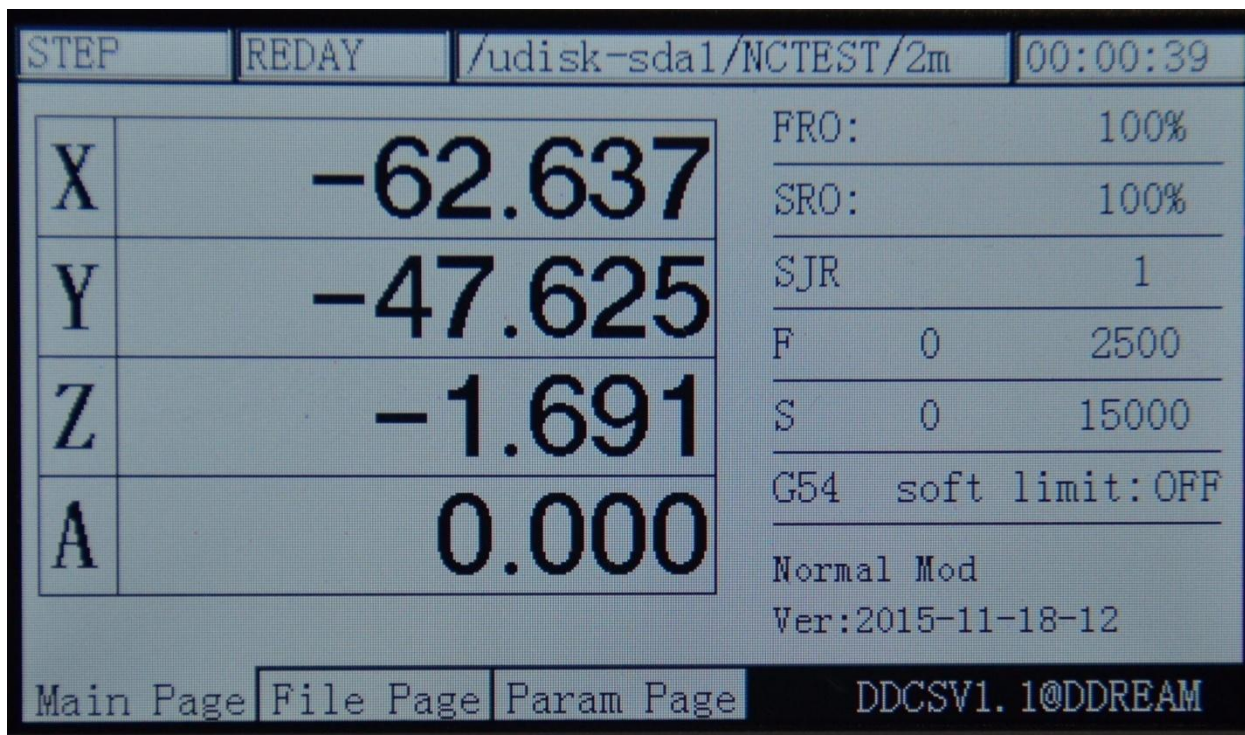 STEP REDAY /udisk-sda1/NCTEST/2m 00:00:39
X -62.637
Y -47.625
Z -1.691
A 0.000
FRO: 100%
SRO: 100%
SJR 1
F 0 2500
S 0 15000
G54 soft limit:OFF
Normal Mod
Ver:2015-11-18-12
Main Page File Page Param Page DDCSV1.1@DDREAM